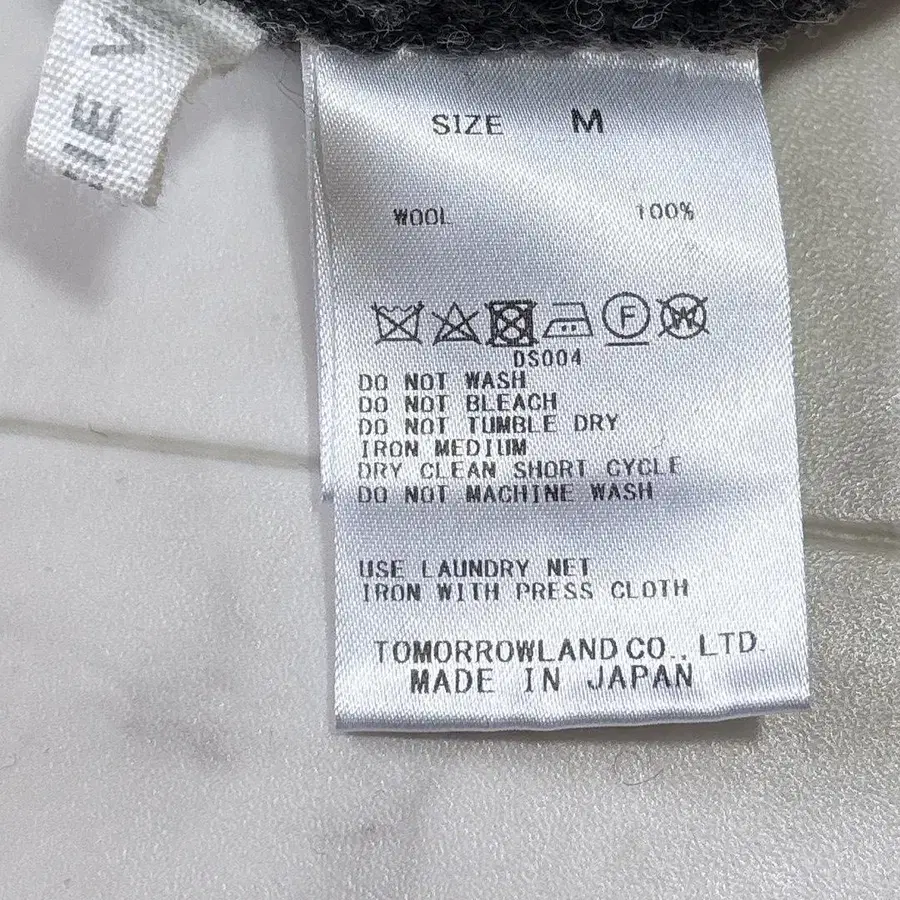 HE V
SIZE M
WOOL 100%
F W
DS004
DO NOT WASH
DO NOT BLEACH
DO NOT TUMBLE DRY
IRON MEDIUM
DRY CLEAN SHORT CYCLE
DO NOT MACHINE WASH
USE LAUNDRY NET
IRON WITH PRESS CLOTH
TOMORROWLAND CO., LTD.
MADE IN JAPAN